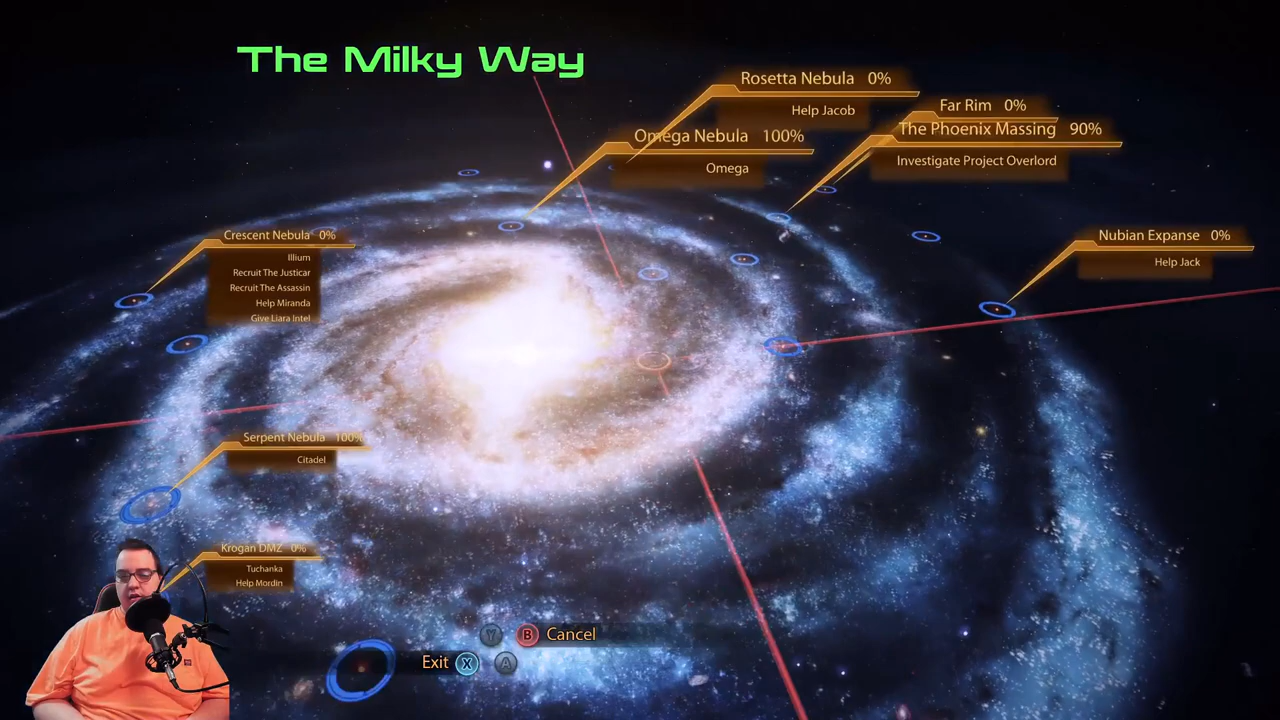 The Milky Way
Rosetta Nebula 0%
Help Jacob
Far Rim 0%
Omega Nebula 100%
Omega
The Phoenix Massing 90%
Investigate Project Overlord
Crescent Nebula 0%
Illium
Recruit The Justicar
Recruit The Assassin
Help Miranda
Give Liara Intel
Nubian Expanse 0%
Help Jack
Serpent Nebula 100%
Citadel
Krogan DMZ 0%
Tuchanka
Help Mordin
Y B Cancel
Exit X A